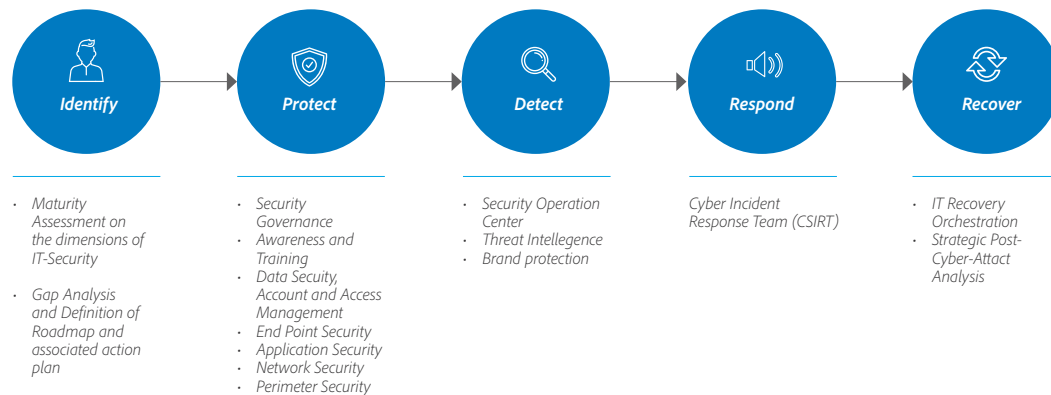 Identify
Protect
Detect
Respond
Recover
• Maturity
Assessment on
the dimensions of
IT-Security
• Gap Analysis
and Definition of
Roadmap and
associated action
plan
• Security
Governance
• Awareness and
Training
• Data Secuity,
Account and Access
Management
• End Point Security
• Application Security
• Network Security
• Perimeter Security
• Security Operation
Center
• Threat Intellegence
• Brand protection
Cyber Incident
Response Team (CSIRT)
• IT Recovery
Orchestration
• Strategic Post-
Cyber-Attact
Analysis